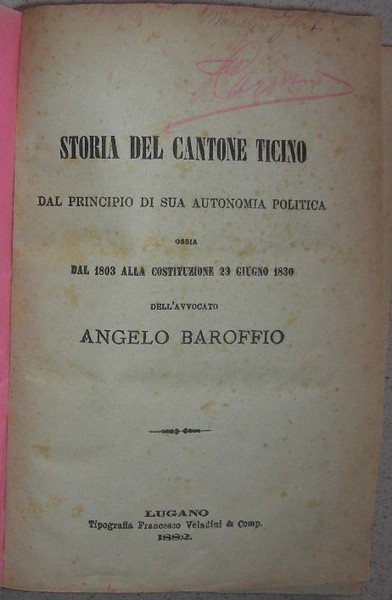 STORIA DEL CANTONE TICINO
DAL PRINCIPIO DI SUA AUTONOMIA POLITICA
OSSIA
DAL 1803 ALLA COSTITUZIONE 23 GIUGNO 1830
DELL'AVVOCATO
ANGELO BAROFFIO
LUGANO
Tipografia Francesco Veladini & Comp.
1882.